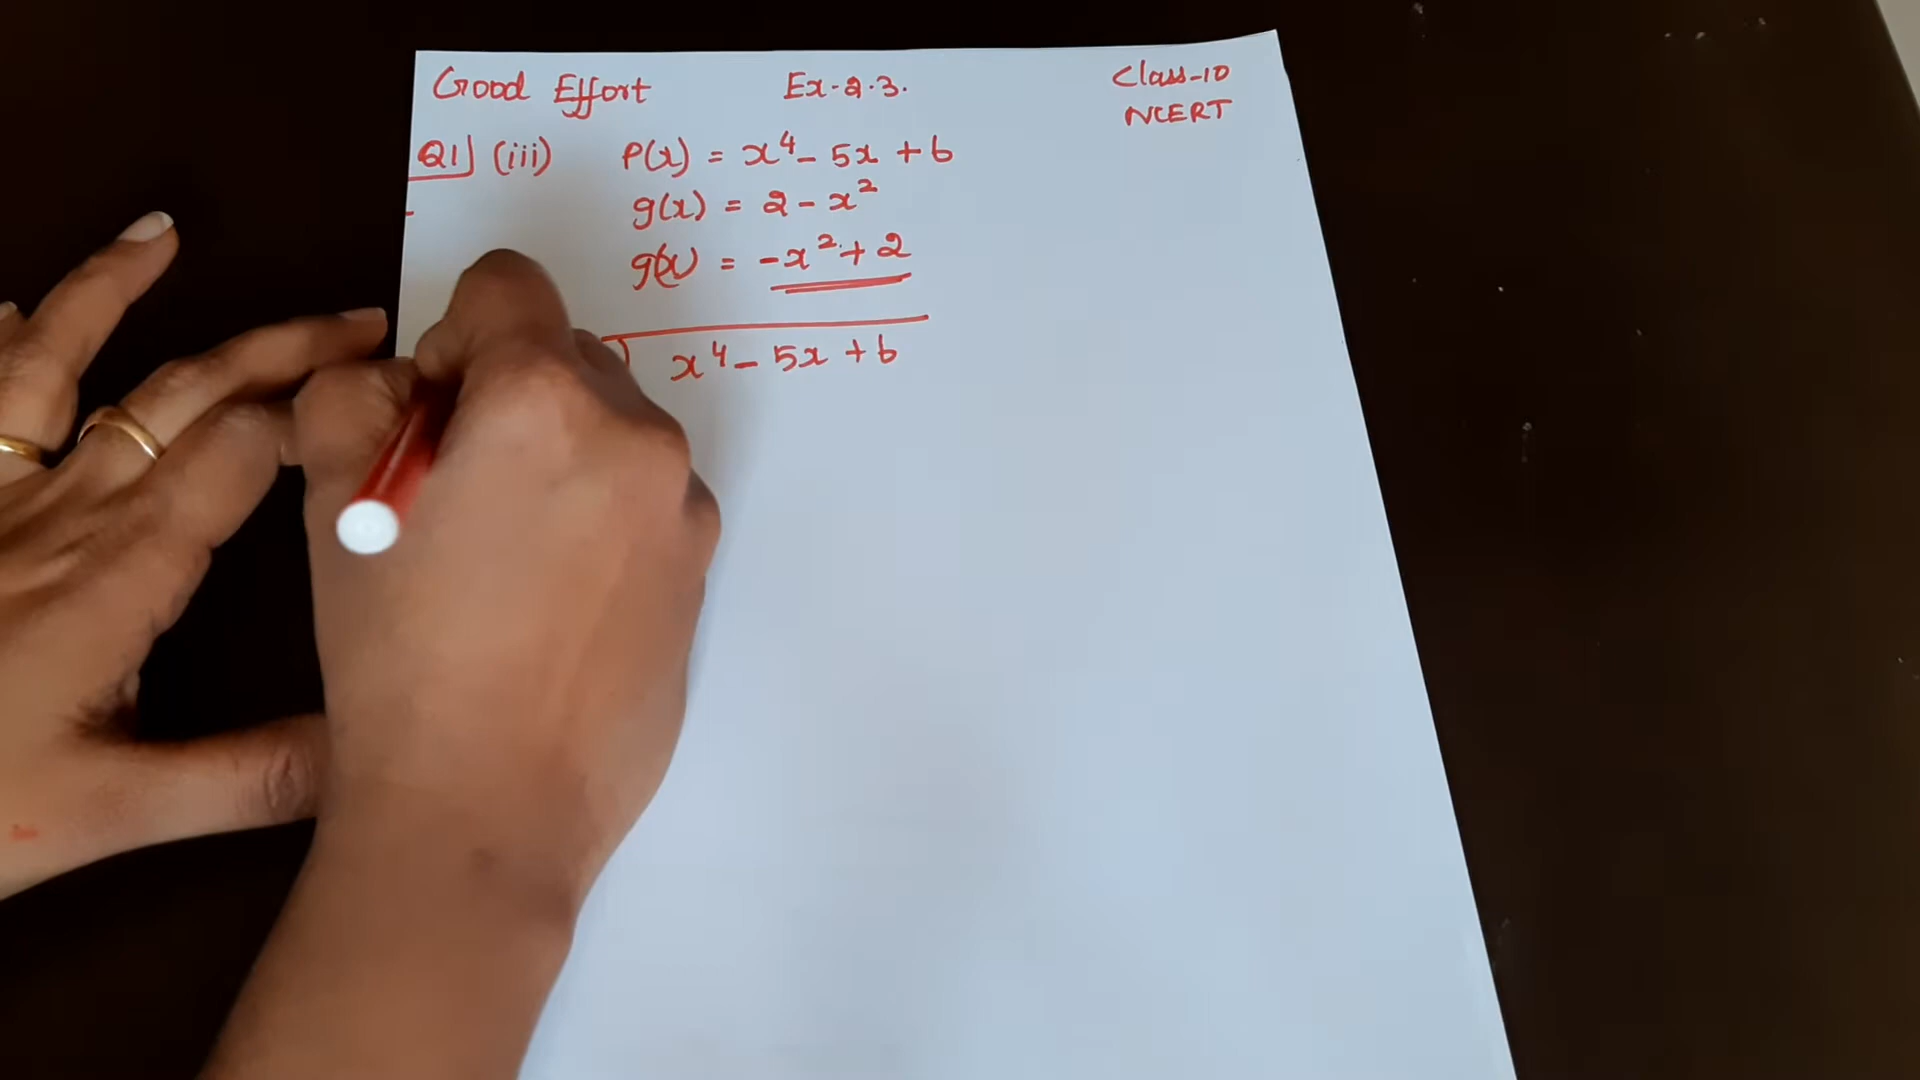 Good Effort Ex-2.3. Class-10
NCERT
Q1 (iii) P(x) = x⁴ - 5x + 6
g(x) = 2 - x²
g(x) = -x² + 2
x⁴ - 5x + 6